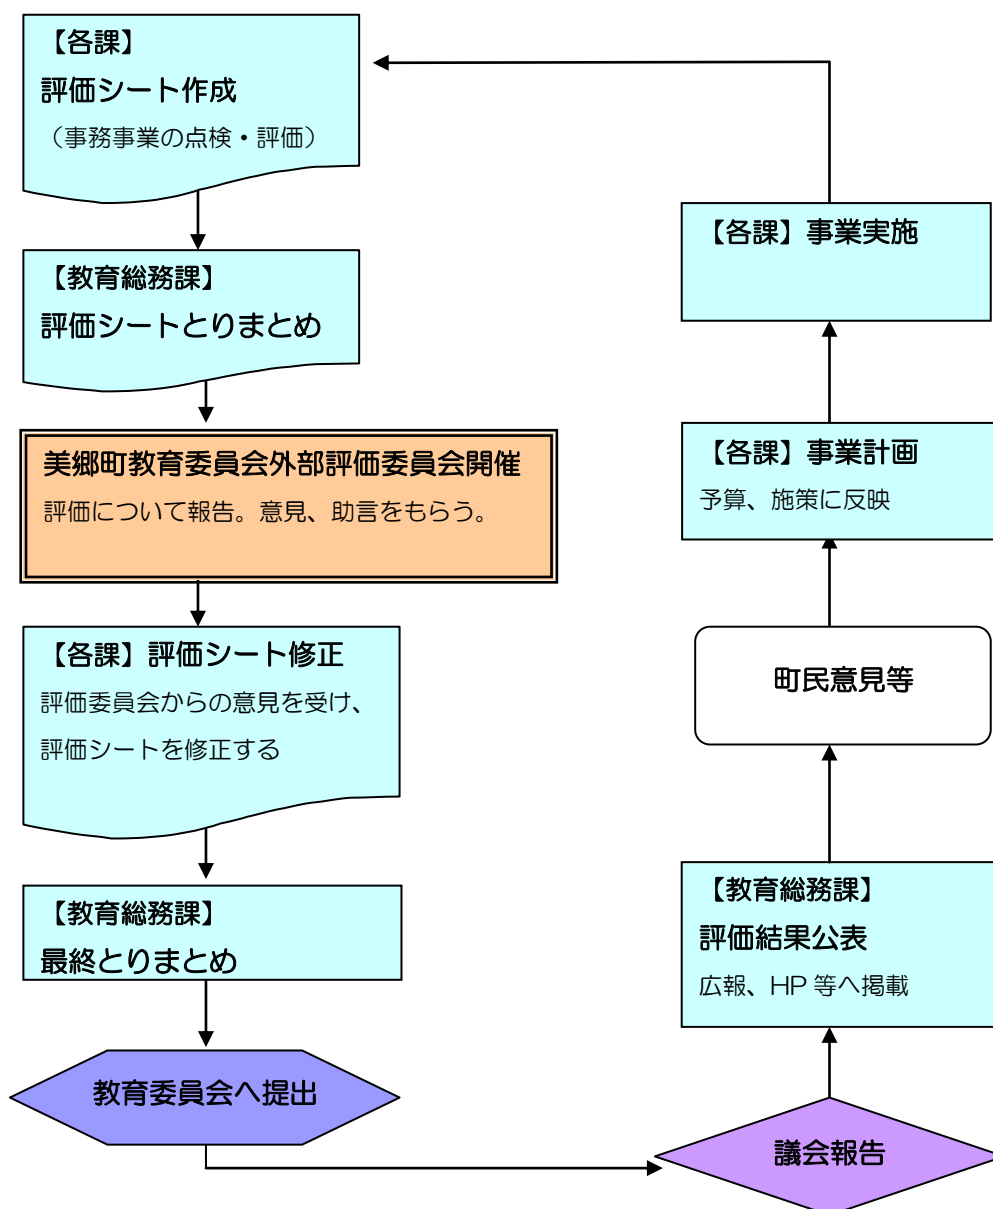 【各課】
評価シート作成
（事務事業の点検・評価）
【教育総務課】
評価シートとりまとめ
美郷町教育委員会外部評価委員会開催
評価について報告。意見、助言をもらう。
【各課】評価シート修正
評価委員会からの意見を受け、
評価シートを修正する
【教育総務課】
最終とりまとめ
教育委員会へ提出
議会報告
【教育総務課】
評価結果公表
広報、HP 等へ掲載
町民意見等
【各課】事業計画
予算、施策に反映
【各課】事業実施